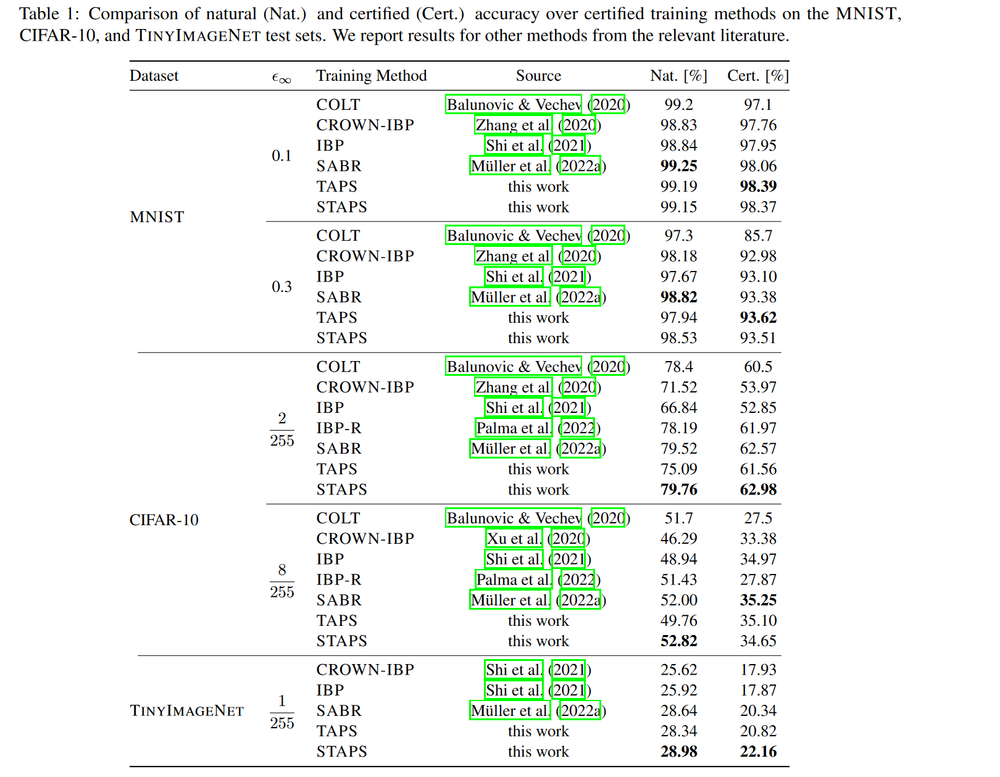 Table 1: Comparison of natural (Nat.) and certified (Cert.) accuracy over certified training methods on the MNIST,
CIFAR-10, and TINYIMAGENET test sets. We report results for other methods from the relevant literature.
Dataset ϵ∞ Training Method Source Nat. [%] Cert. [%]
MNIST
0.1
COLT Balunovic & Vechev (2020) 99.2 97.1
CROWN-IBP Zhang et al. (2020) 98.83 97.76
IBP Shi et al. (2021) 98.84 97.95
SABR Müller et al. (2022a) 99.25 98.06
TAPS this work 99.19 98.39
STAPS this work 99.15 98.37
0.3
COLT Balunovic & Vechev (2020) 97.3 85.7
CROWN-IBP Zhang et al. (2020) 98.18 92.98
IBP Shi et al. (2021) 97.67 93.10
SABR Müller et al. (2022a) 98.82 93.38
TAPS this work 97.94 93.62
STAPS this work 98.53 93.51
CIFAR-10
2
255
COLT Balunovic & Vechev (2020) 78.4 60.5
CROWN-IBP Zhang et al. (2020) 71.52 53.97
IBP Shi et al. (2021) 66.84 52.85
IBP-R Palma et al. (2022) 78.19 61.97
SABR Müller et al. (2022a) 79.52 62.57
TAPS this work 75.09 61.56
STAPS this work 79.76 62.98
8
255
COLT Balunovic & Vechev (2020) 51.7 27.5
CROWN-IBP Xu et al. (2020) 46.29 33.38
IBP Shi et al. (2021) 48.94 34.97
IBP-R Palma et al. (2022) 51.43 27.87
SABR Müller et al. (2022a) 52.00 35.25
TAPS this work 49.76 35.10
STAPS this work 52.82 34.65
TINYIMAGENET
1
255
CROWN-IBP Shi et al. (2021) 25.62 17.93
IBP Shi et al. (2021) 25.92 17.87
SABR Müller et al. (2022a) 28.64 20.34
TAPS this work 28.34 20.82
STAPS this work 28.98 22.16